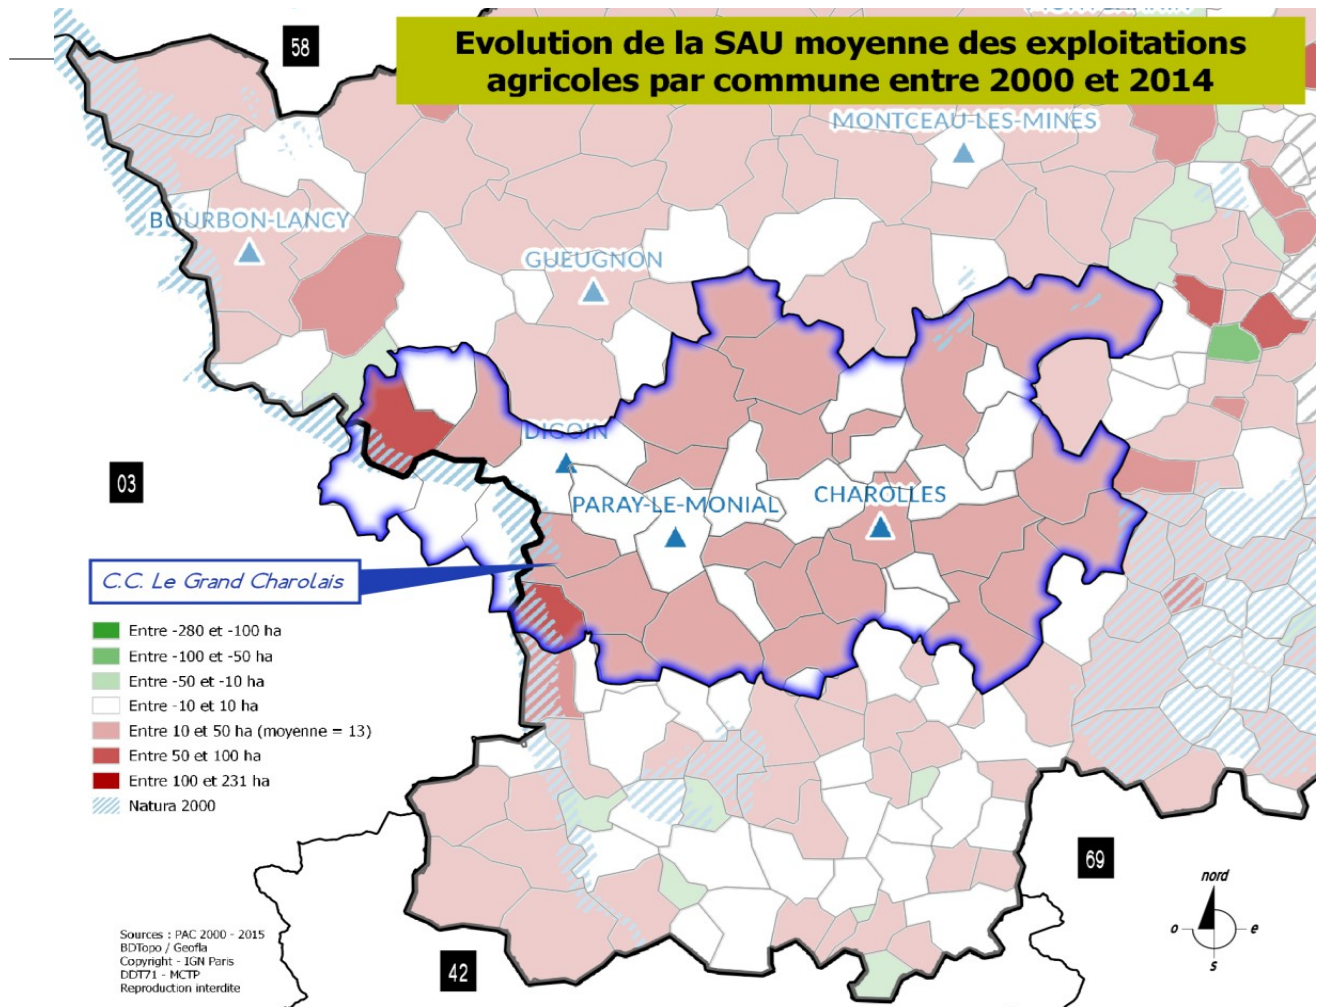 58
Evolution de la SAU moyenne des exploitations
agricoles par commune entre 2000 et 2014
MONTCEAU-LES-MINES
BOURBON-LANCY
GUEUGNON
DIGOIN
03
PARAY-LE-MONIAL
CHAROLLES
C.C. Le Grand Charolais
Entre -280 et -100 ha
Entre -100 et -50 ha
Entre -50 et -10 ha
Entre -10 et 10 ha
Entre 10 et 50 ha (moyenne = 13)
Entre 50 et 100 ha
Entre 100 et 231 ha
Natura 2000
69
nord
o
e
s
Sources : PAC 2000 - 2015
BDTopo / Geofla
Copyright - IGN Paris
DDT71 - MCTP
Reproduction interdite
42